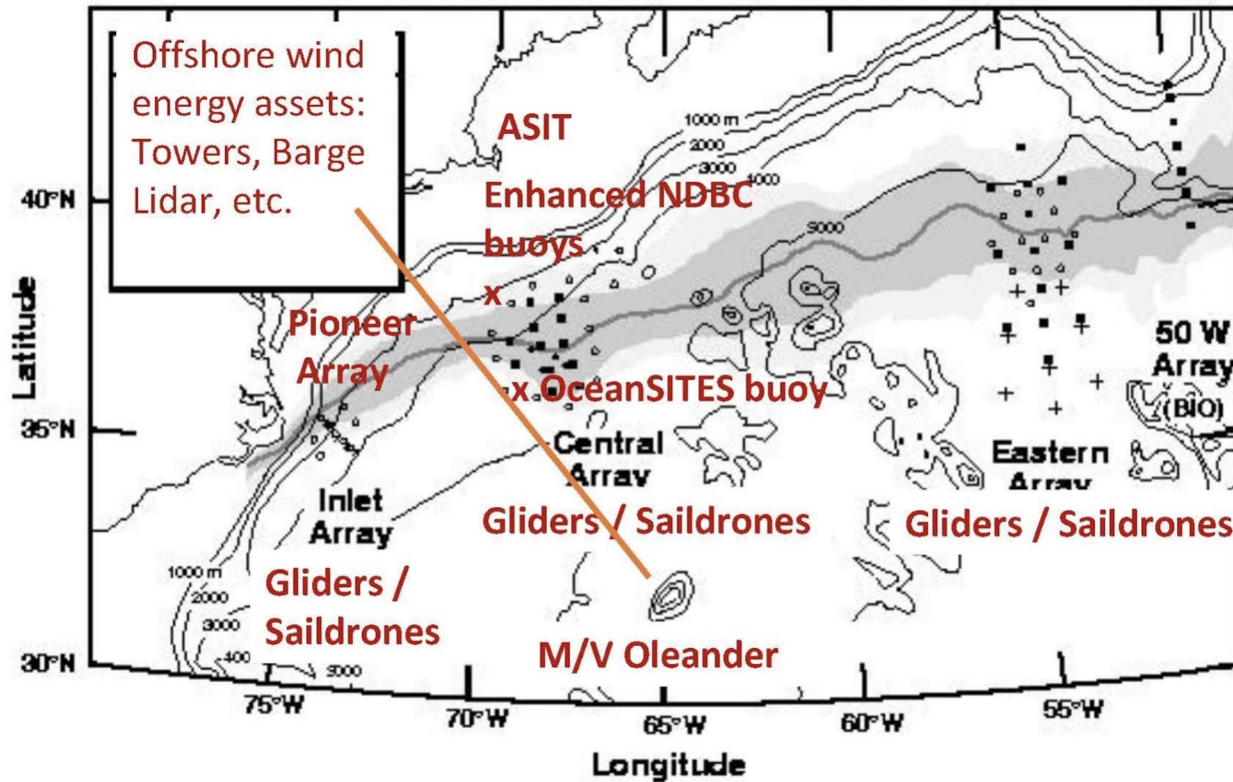 Offshore wind
energy assets:
Towers, Barge
Lidar, etc.
ASIT
Enhanced NDBC
buoys
x
Pioneer
Array
x OceanSITES buoy
Central
Array
Inlet
Array
Eastern
Array
50 W
Array
(BIO)
Gliders / Saildrones
Gliders / Saildrones
Gliders /
Saildrones
M/V Oleander
1000 m
2000
3000
4000
5000
1000 m
2000
3000
400
5000
40°N
35°N
30°N
Latitude
75°W
70°W
65°W
60°W
55°W
Longitude